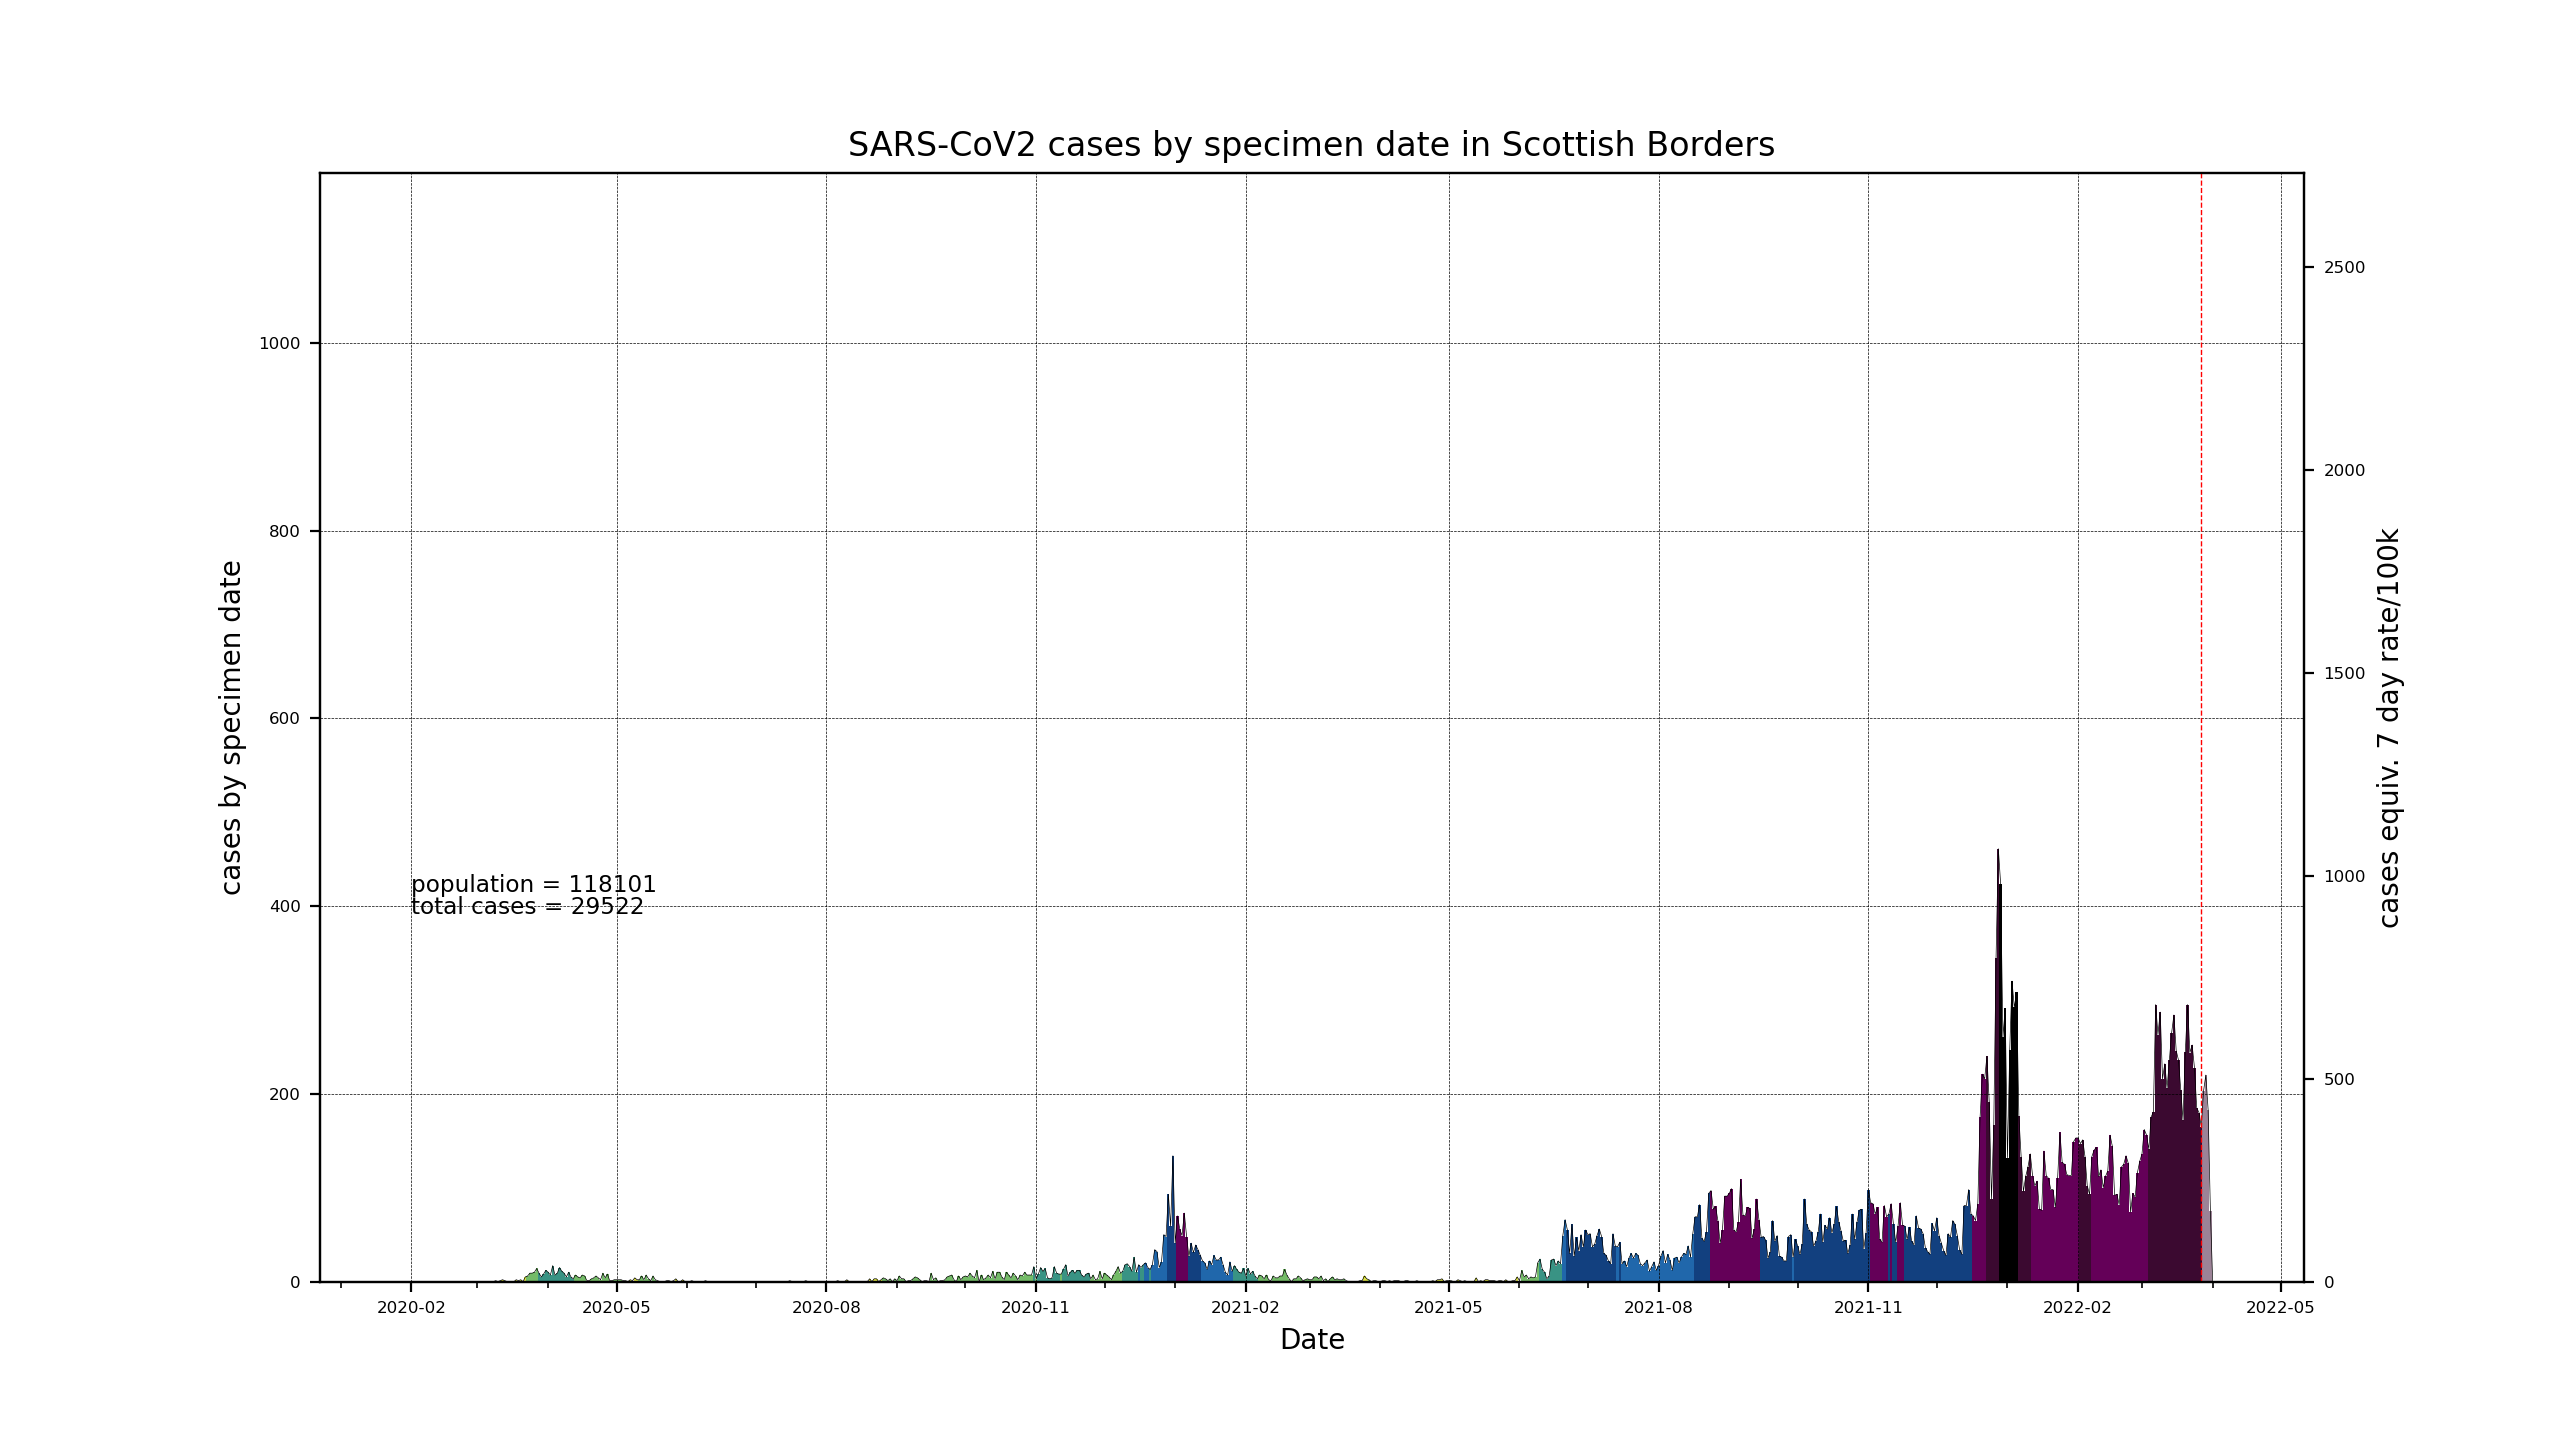 SARS-CoV2 cases by specimen date in Scottish Borders
cases by specimen date
1000
800
600
400
200
0
population = 118101
total cases = 29522
2500
2000
1500
1000
500
0
cases equiv. 7 day rate/100k
2020-02 2020-05 2020-08 2020-11 2021-02 2021-05 2021-08 2021-11 2022-02 2022-05
Date